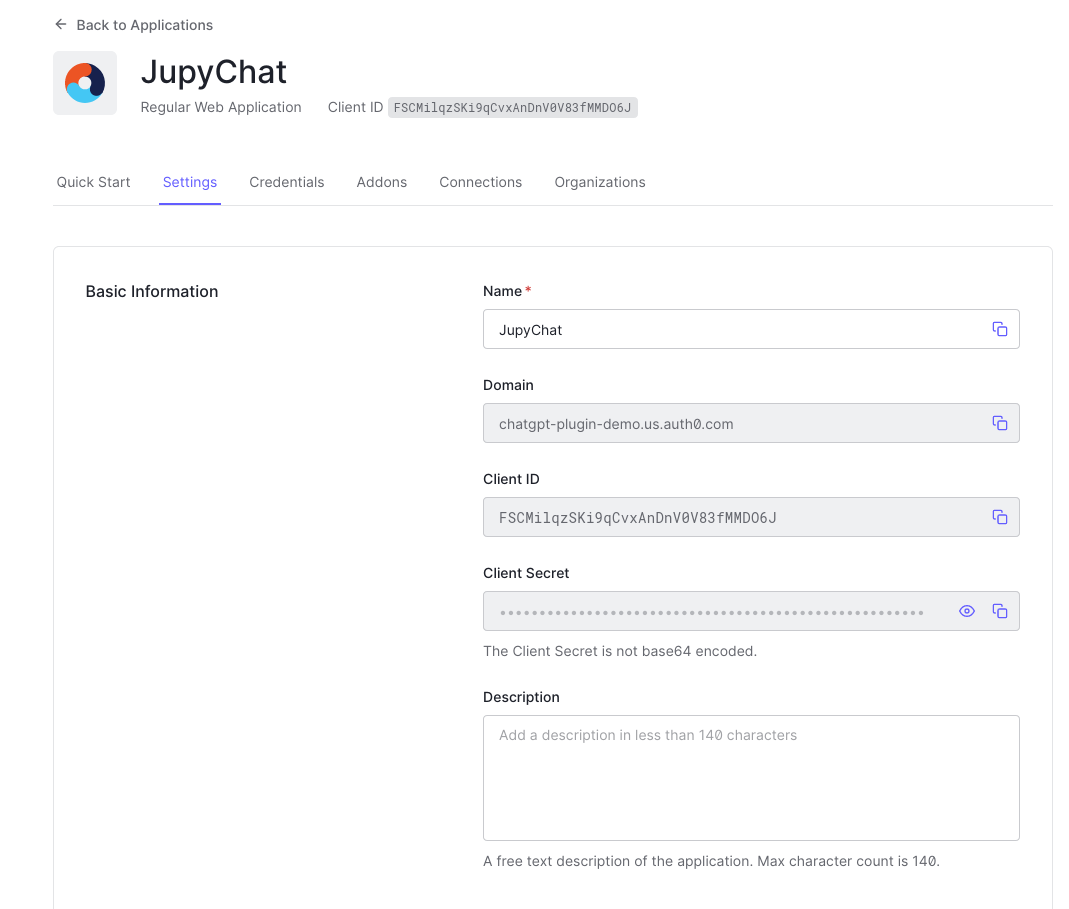 Back to Applications
JupyChat
Regular Web Application Client ID FSCMilqzSKi9qCvxAnDnV0V83fMMDO6J
Quick Start Settings Credentials Addons Connections Organizations
Basic Information
Name*
JupyChat
Domain
chatgpt-plugin-demo.us.auth0.com
Client ID
FSCMilqzSKi9qCvxAnDnV0V83fMMDO6J
Client Secret
The Client Secret is not base64 encoded.
Description
Add a description in less than 140 characters
A free text description of the application. Max character count is 140.